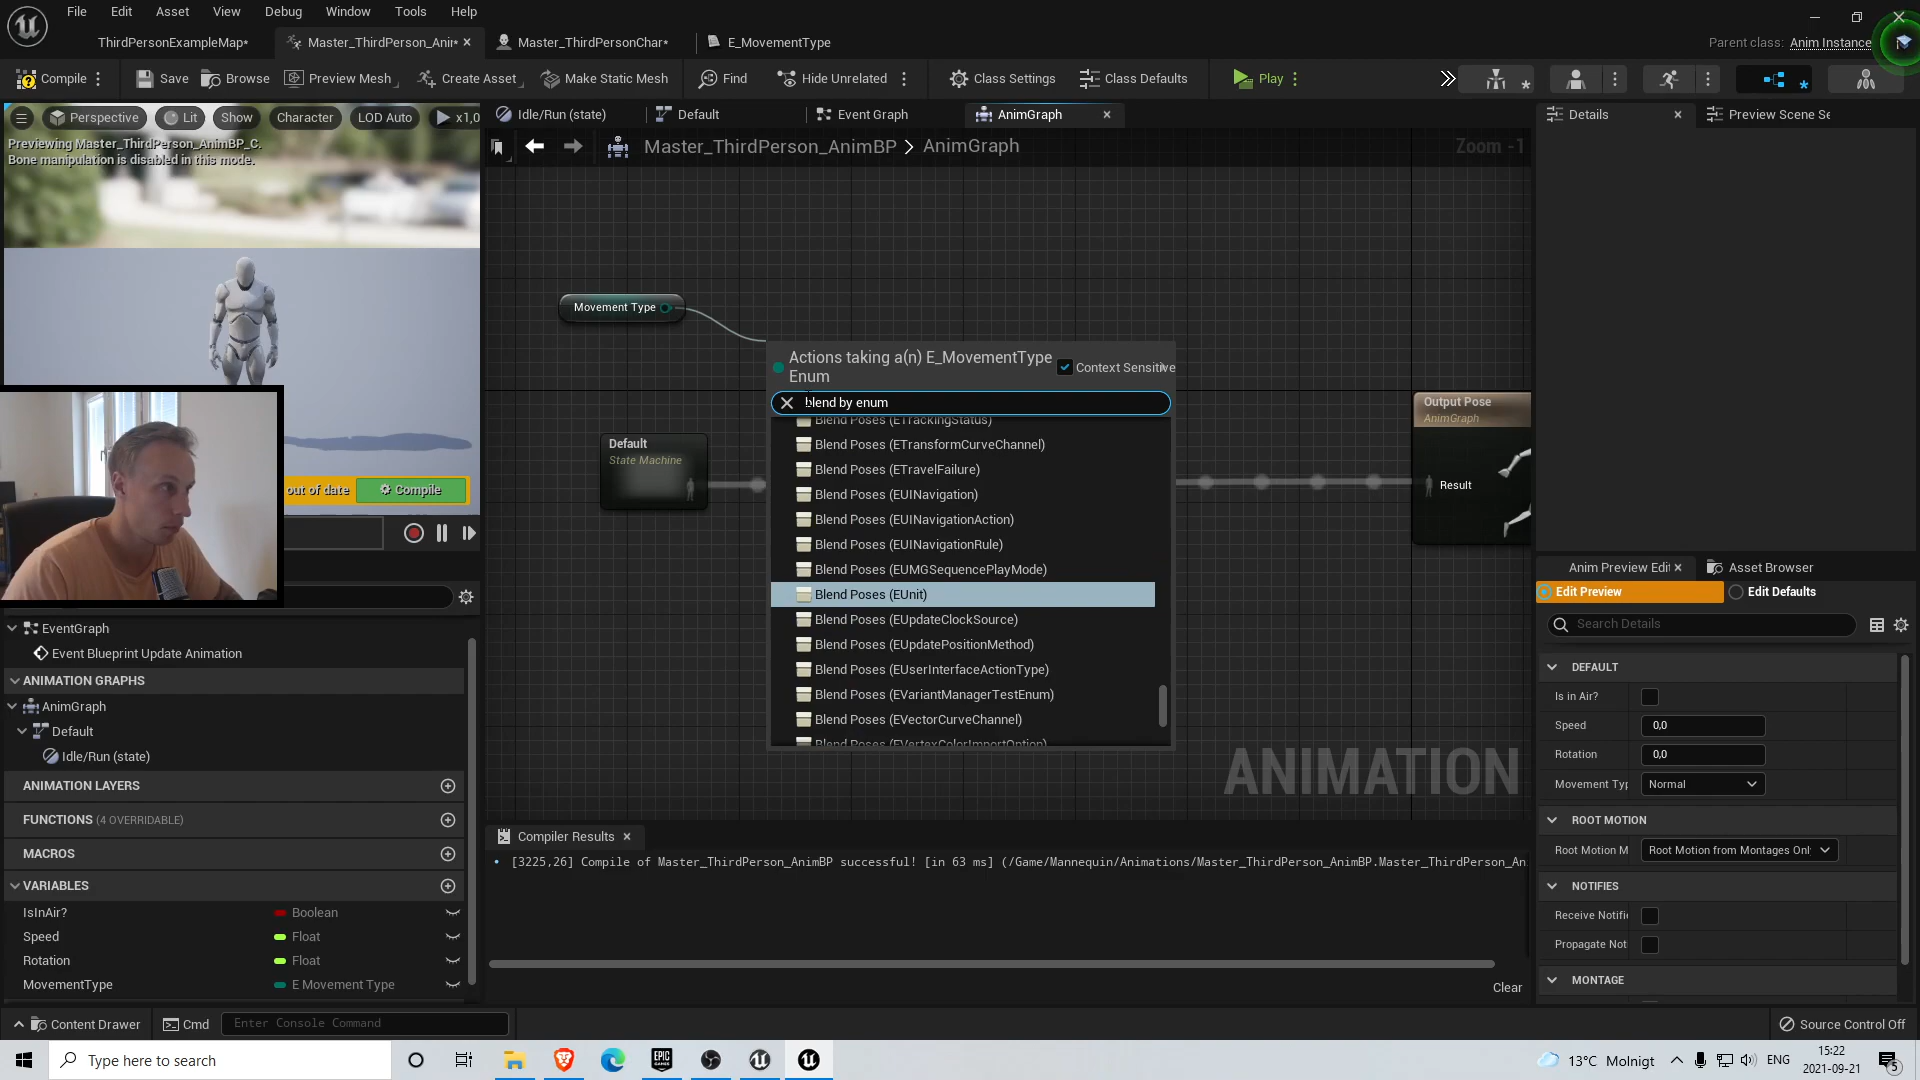 File Edit Asset View Window Debug Tools Help
ThirdPersonExampleMap* Master_ThirdPerson_Anir* Master_ThirdPersonChar* E_MovementType
Parent class: Anim Instance
Compile Save Browse Preview Mesh Create Asset Make Static Mesh Find Hide Unrelated Class Settings Class Defaults Play
Perspective Lit Show Character LOD Auto x1,0
Previewing Master_ThirdPerson_AnimBP_C.
Bone manipulation is disabled in this mode.
Idle/Run (state) Default Event Graph AnimGraph
Details Preview Scene Se
Master_ThirdPerson_AnimBP > AnimGraph
Zoom -1
Movement Type
Actions taking a(n) E_MovementType Enum
Context Sensitive
blend by enum
Blend Poses (ETrackingStatus)
Blend Poses (ETransformCurveChannel)
Blend Poses (ETravelFailure)
Blend Poses (EUINavigation)
Blend Poses (EUINavigationAction)
Blend Poses (EUINavigationRule)
Blend Poses (EUMGSequencePlayMode)
Blend Poses (EUnit)
Blend Poses (EUpdateClockSource)
Blend Poses (EUpdatePositionMethod)
Blend Poses (EUserInterfaceActionType)
Blend Poses (EVariantManagerTestEnum)
Blend Poses (EVectorCurveChannel)
Blend Poses (EVertexColorImportOption)
Default
State Machine
Output Pose
AnimGraph
Result
ANIMATION
out of date Compile
EventGraph
Event Blueprint Update Animation
ANIMATION GRAPHS
AnimGraph
Default
Idle/Run (state)
ANIMATION LAYERS
FUNCTIONS (4 OVERRIDABLE)
MACROS
VARIABLES
IsInAir? Boolean
Speed Float
Rotation Float
MovementType E Movement Type
Compiler Results
[3225,26] Compile of Master_ThirdPerson_AnimBP successful! [in 63 ms] (/Game/Mannequin/Animations/Master_ThirdPerson_AnimBP.Master_ThirdPerson_An
Clear
Anim Preview Edit Asset Browser
Edit Preview Edit Defaults
Search Details
DEFAULT
Is in Air?
Speed 0,0
Rotation 0,0
Movement Typ Normal
ROOT MOTION
Root Motion M Root Motion from Montages Onl
NOTIFIES
Receive Notifi
Propagate Not
MONTAGE
Content Drawer Cmd Enter Console Command
Source Control Off
Type here to search
EPIC GAMES
13°C Molnigt ENG 15:22
2021-09-21
5